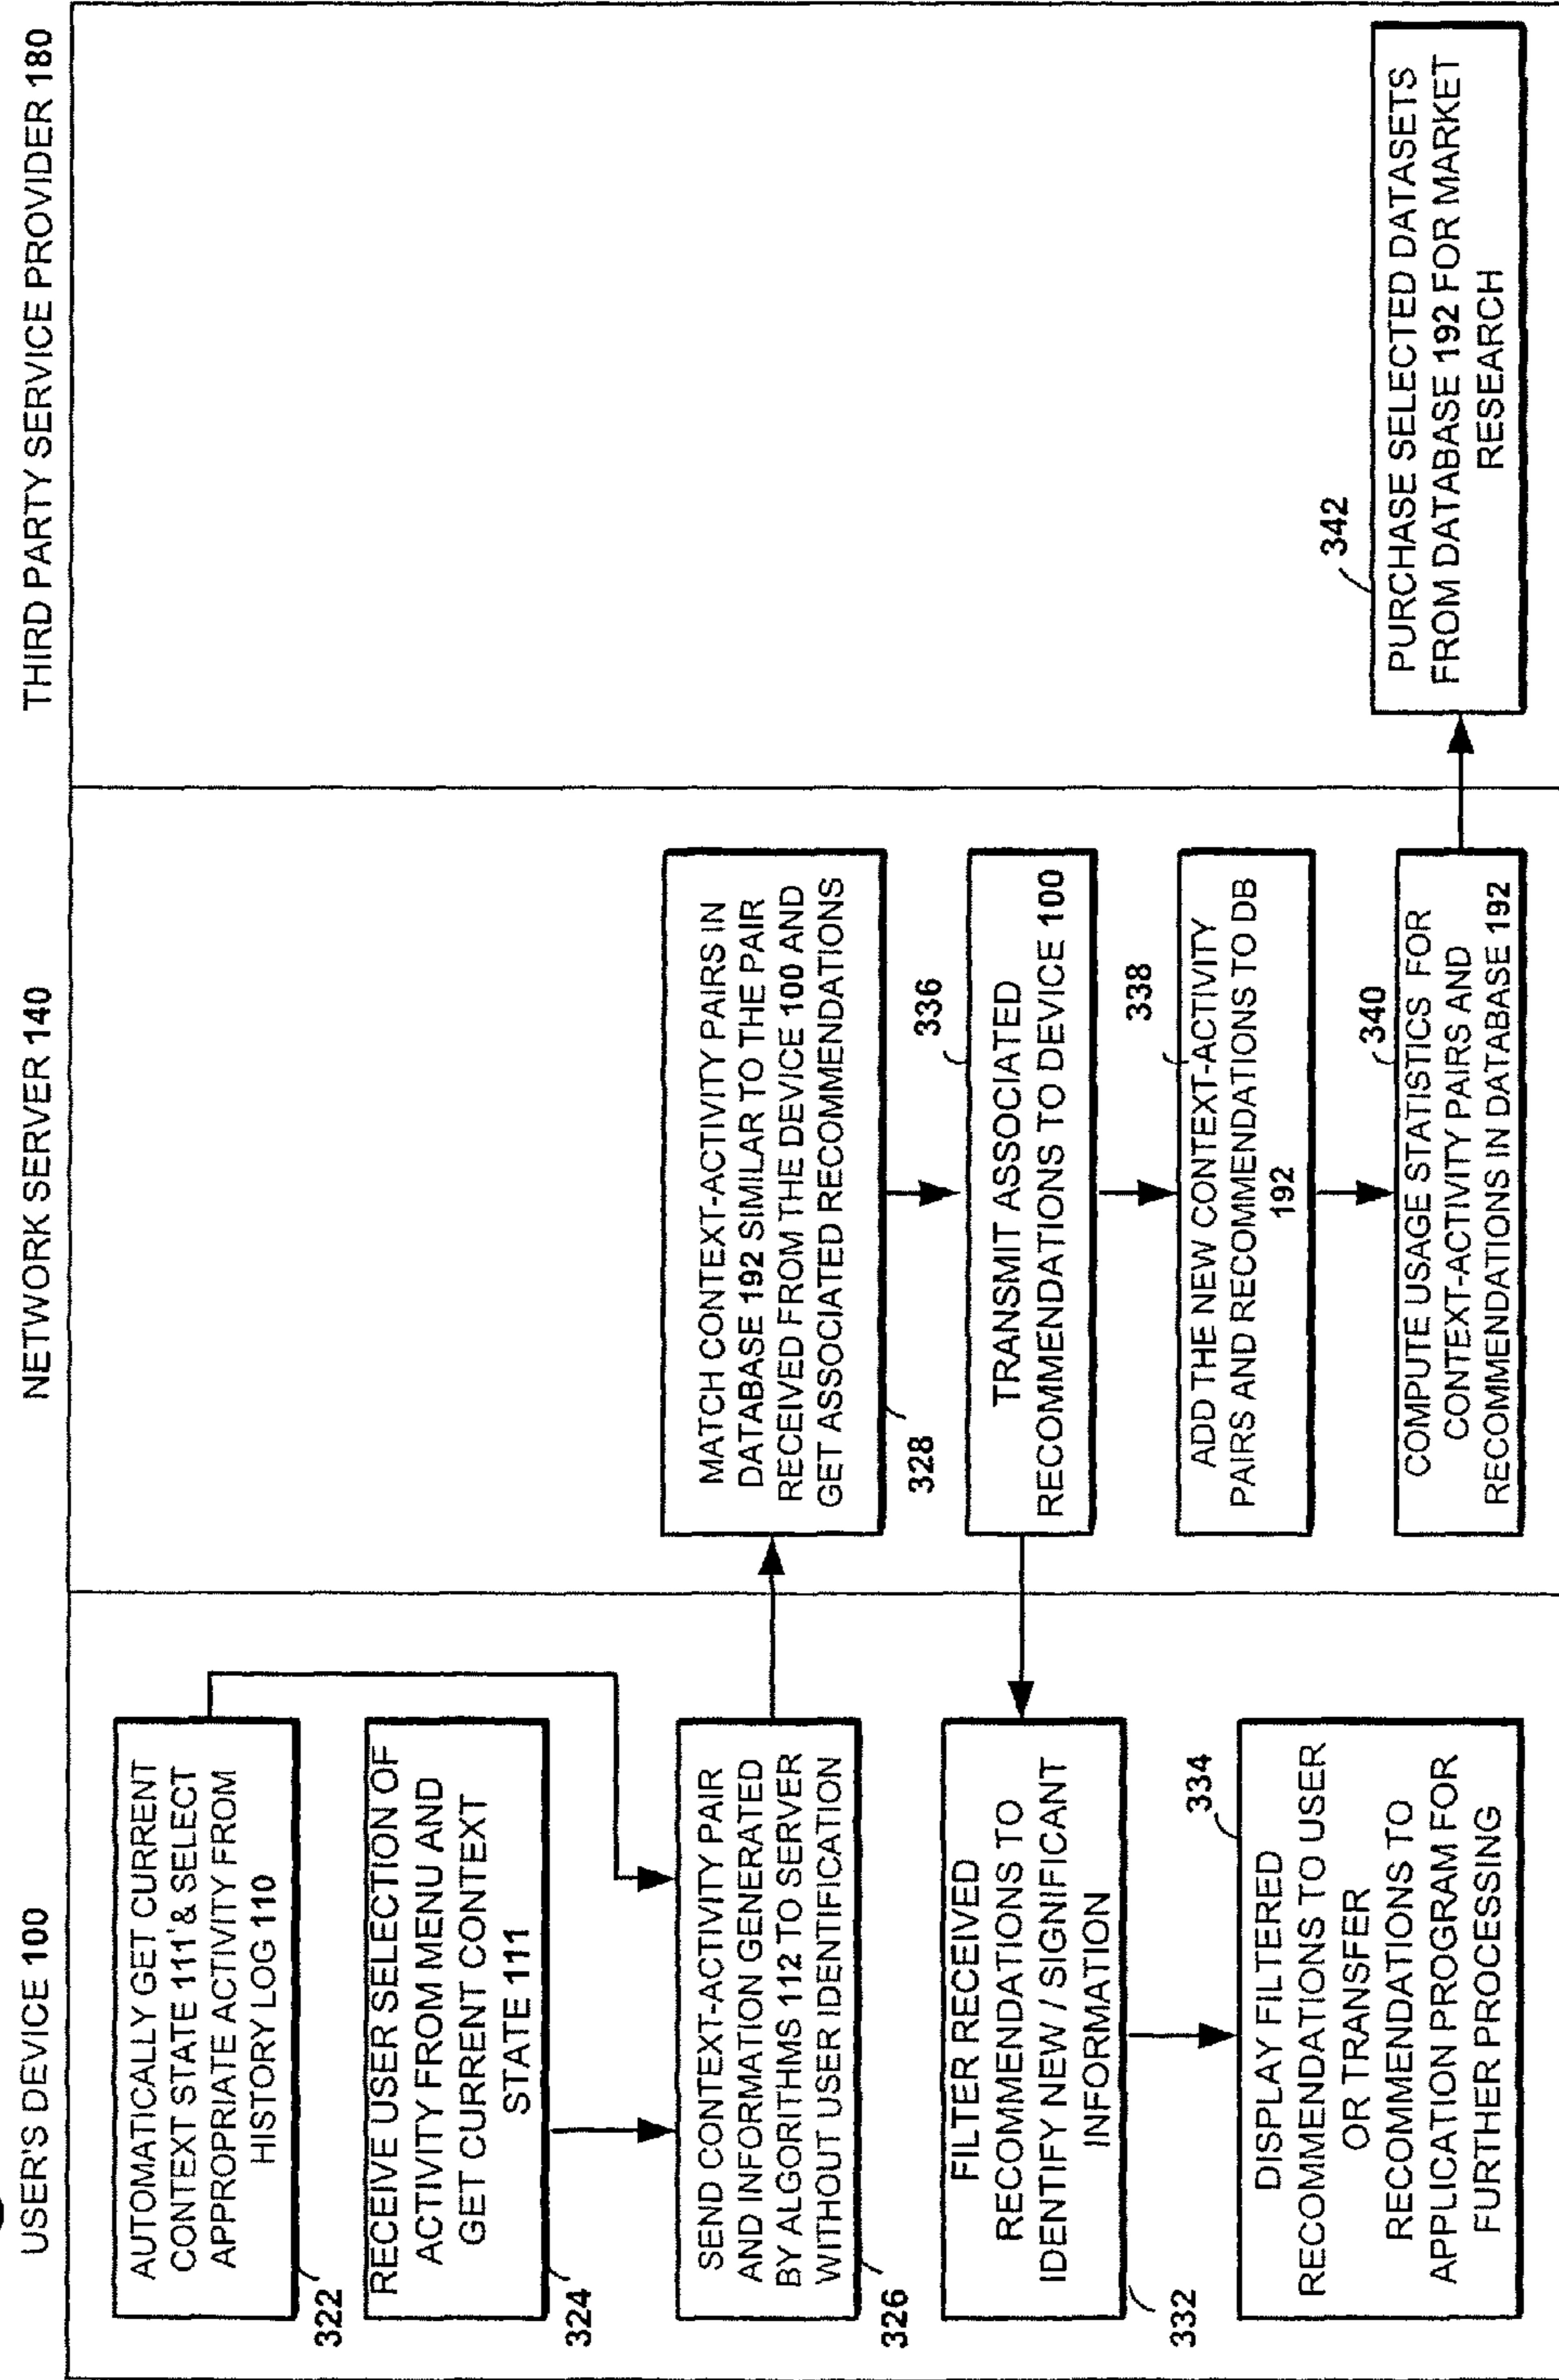 USER'S DEVICE 100
NETWORK SERVER 140
THIRD PARTY SERVICE PROVIDER 180
AUTOMATICALLY GET CURRENT
CONTEXT STATE 111'& SELECT
APPROPRIATE ACTIVITY FROM
HISTORY LOG 110
322
RECEIVE USER SELECTION OF
ACTIVITY FROM MENU AND
GET CURRENT CONTEXT
STATE 111
324
SEND CONTEXT-ACTIVITY PAIR
AND INFORMATION GENERATED
BY ALGORITHMS 112 TO SERVER
WITHOUT USER IDENTIFICATION
326
MATCH CONTEXT-ACTIVITY PAIRS IN
DATABASE 192 SIMILAR TO THE PAIR
RECEIVED FROM THE DEVICE 100 AND
GET ASSOCIATED RECOMMENDATIONS
328
336
TRANSMIT ASSOCIATED
RECOMMENDATIONS TO DEVICE 100
FILTER RECEIVED
RECOMMENDATIONS TO
IDENTIFY NEW / SIGNIFICANT
INFORMATION
332
334
DISPLAY FILTERED
RECOMMENDATIONS TO USER
OR TRANSFER
RECOMMENDATIONS TO
APPLICATION PROGRAM FOR
FURTHER PROCESSING
338
ADD THE NEW CONTEXT-ACTIVITY
PAIRS AND RECOMMENDATIONS TO DB
192
340
COMPUTE USAGE STATISTICS FOR
CONTEXT-ACTIVITY PAIRS AND
RECOMMENDATIONS IN DATABASE 192
342
PURCHASE SELECTED DATASETS
FROM DATABASE 192 FOR MARKET
RESEARCH